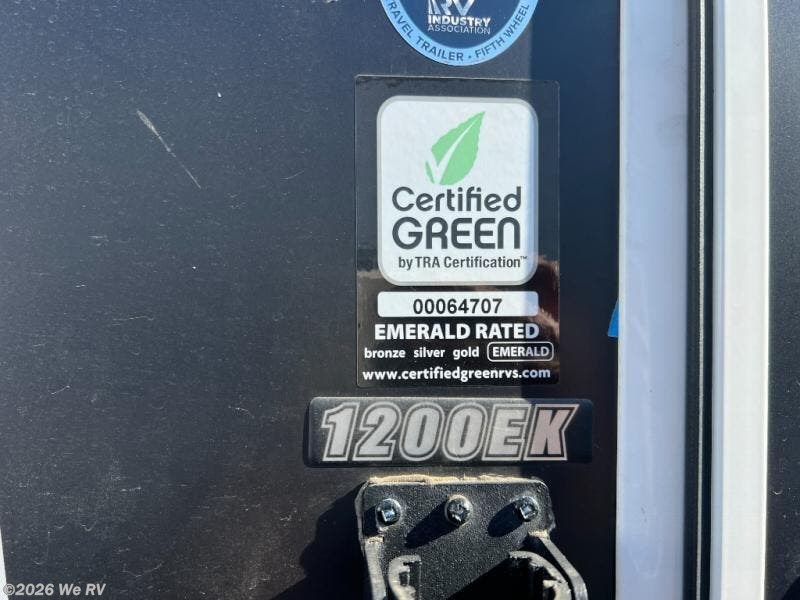 RV
INDUSTRY
ASSOCIATION
TRAVEL TRAILER • FIFTH WHEEL
Certified
GREEN
by TRA Certification™
00064707
EMERALD RATED
bronze silver gold EMERALD
www.certifiedgreenrvs.com
1200EK
©2026 We RV